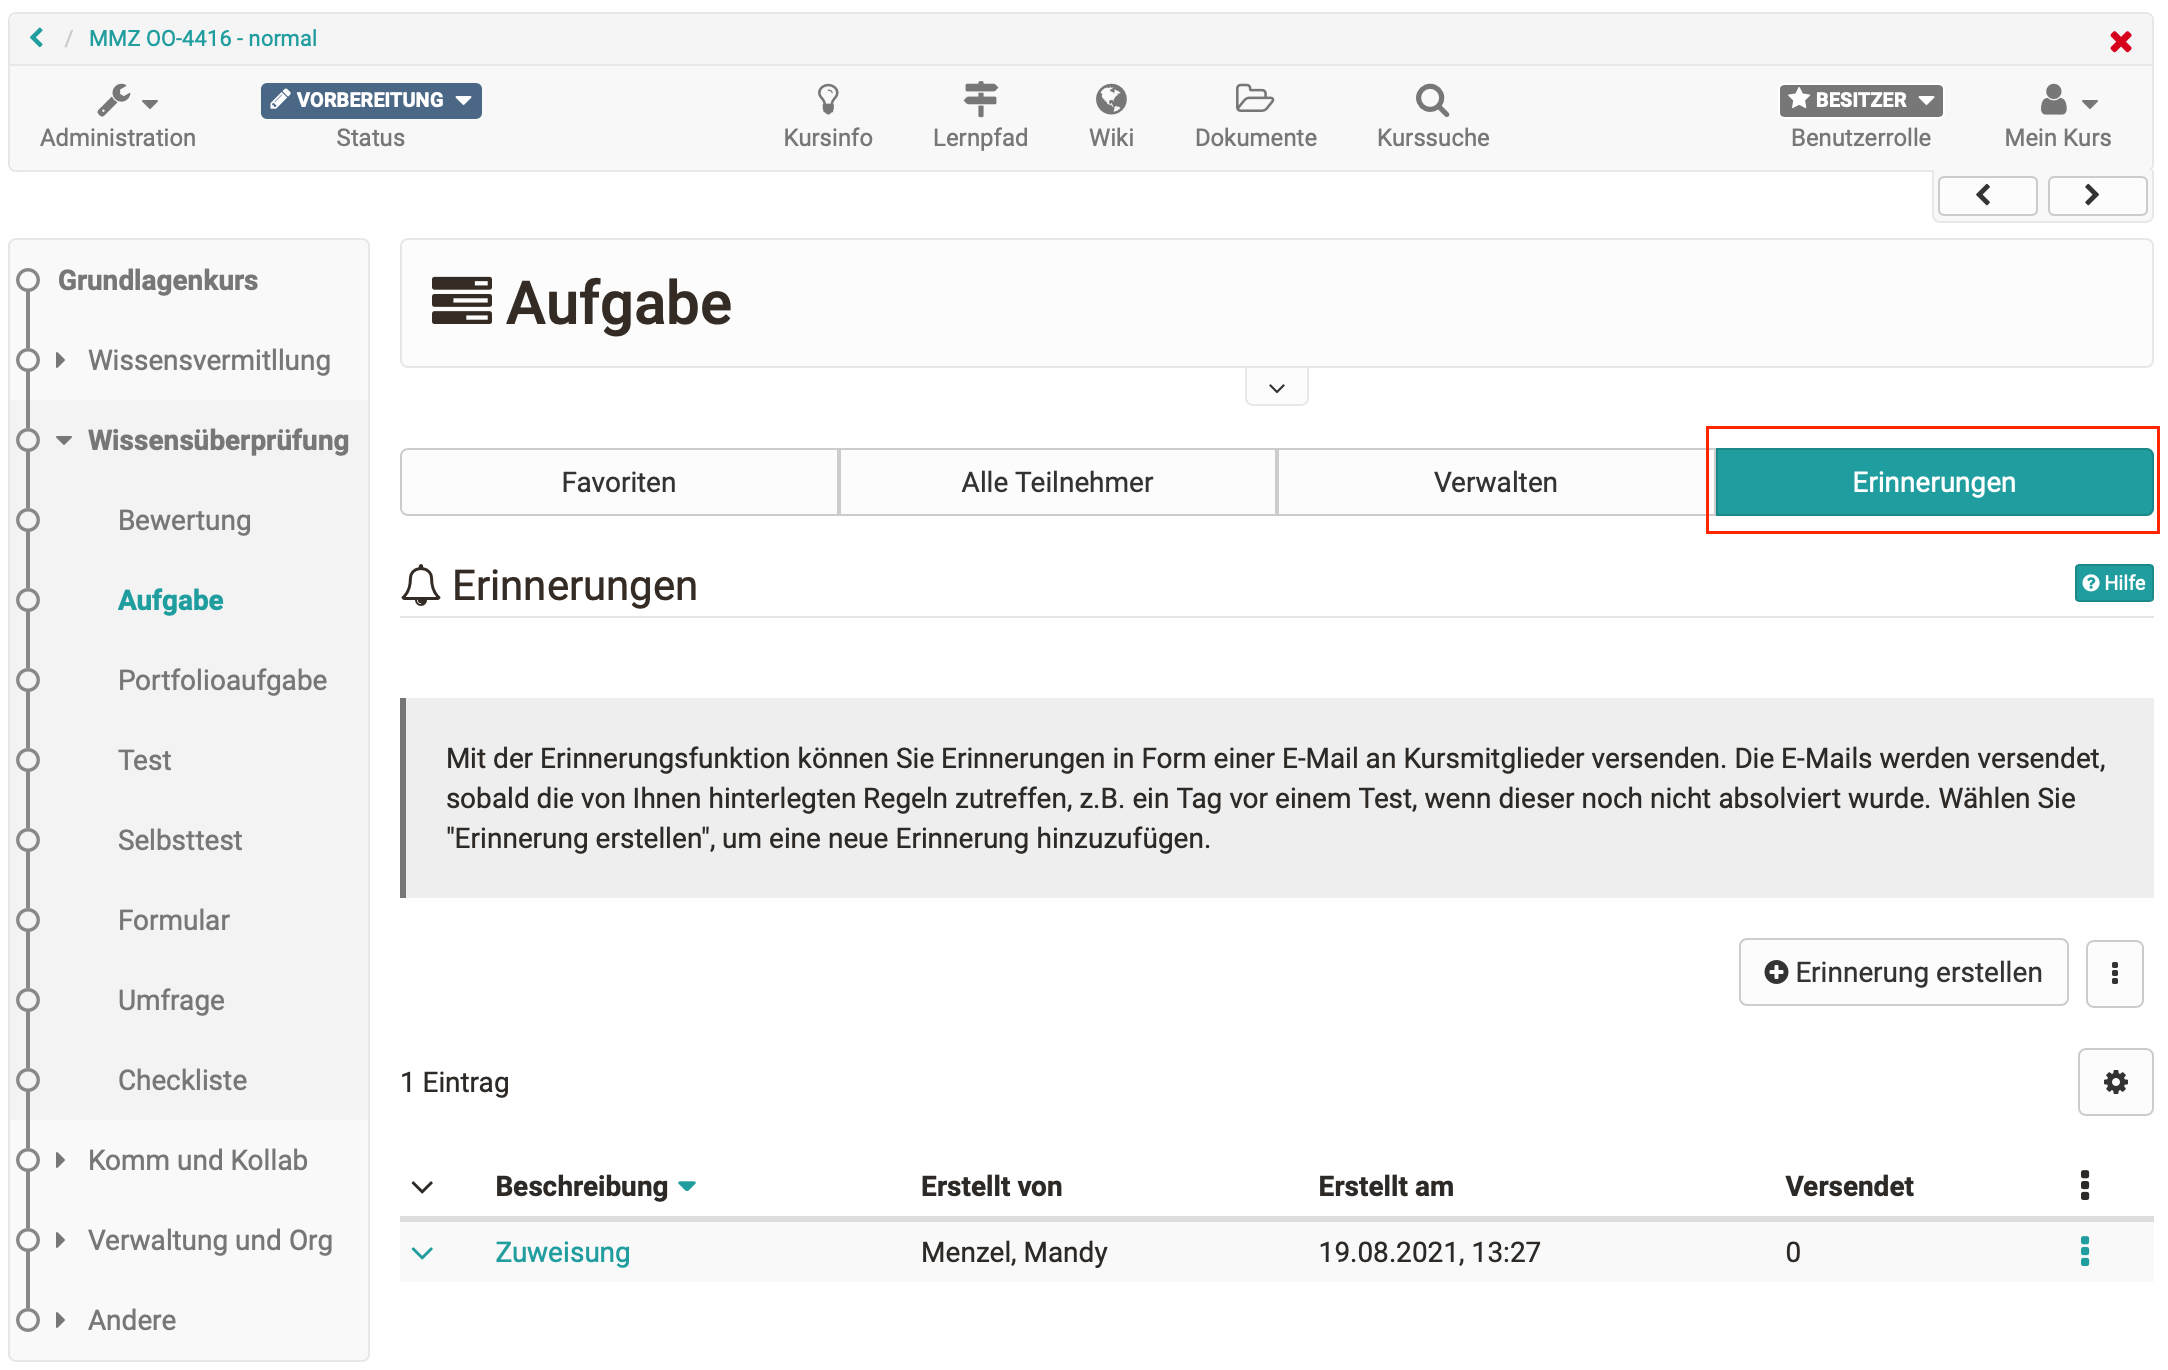 / MMZ OO-4416 - normal
Administration
VORBEREITUNG
Status
Kursinfo
Lernpfad
Wiki
Dokumente
Kurssuche
BESITZER
Benutzerrolle
Mein Kurs
Grundlagenkurs
Wissensvermitllung
Wissensüberprüfung
Bewertung
Aufgabe
Portfolioaufgabe
Test
Selbsttest
Formular
Umfrage
Checkliste
Komm und Kollab
Verwaltung und Org
Andere
Aufgabe
Favoriten
Alle Teilnehmer
Verwalten
Erinnerungen
Erinnerungen
Hilfe
Mit der Erinnerungsfunktion können Sie Erinnerungen in Form einer E-Mail an Kursmitglieder versenden. Die E-Mails werden versendet,
sobald die von Ihnen hinterlegten Regeln zutreffen, z.B. ein Tag vor einem Test, wenn dieser noch nicht absolviert wurde. Wählen Sie
"Erinnerung erstellen", um eine neue Erinnerung hinzuzufügen.
Erinnerung erstellen
1 Eintrag
Beschreibung Erstellt von Erstellt am Versendet
Zuweisung Menzel, Mandy 19.08.2021, 13:27 0